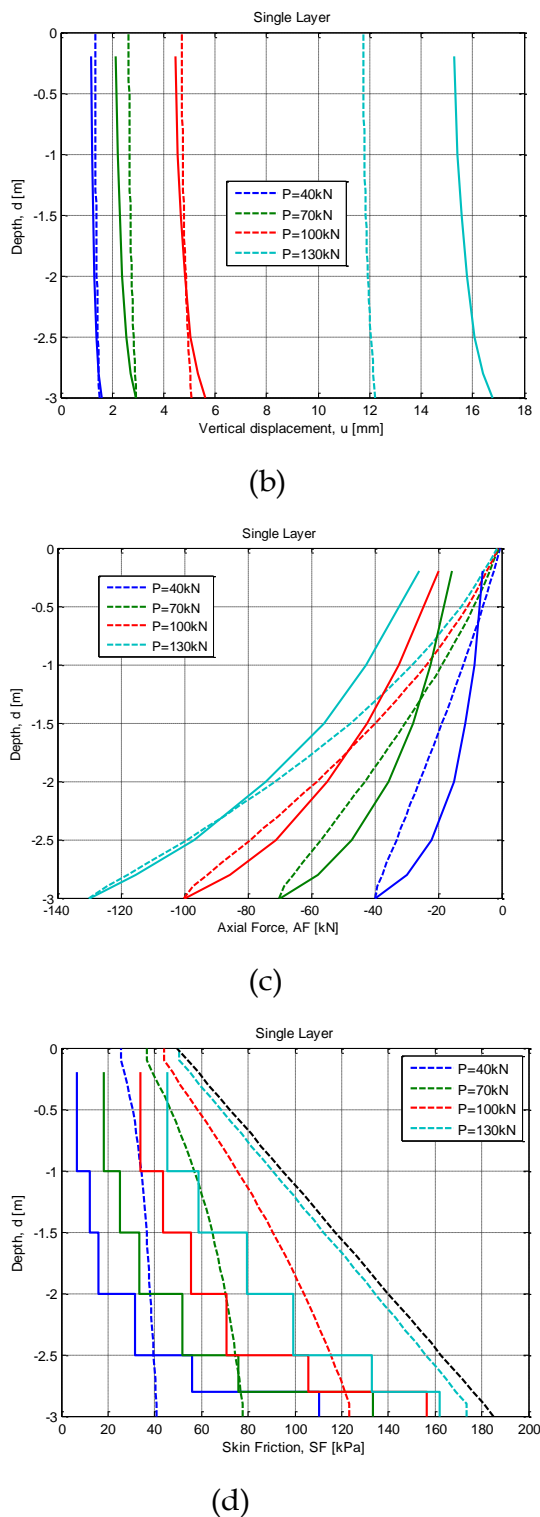 Single Layer
0
-0.5
-1
-1.5
-2
-2.5
-3
Depth, d [m]
P=40kN
P=70kN
P=100kN
P=130kN
0 2 4 6 8 10 12 14 16 18
Vertical displacement, u [mm]
(b)
Single Layer
0
-0.5
-1
-1.5
-2
-2.5
-3
Depth, d [m]
P=40kN
P=70kN
P=100kN
P=130kN
-140 -120 -100 -80 -60 -40 -20 0
Axial Force, AF [kN]
(c)
Single Layer
0
-0.5
-1
-1.5
-2
-2.5
-3
Depth, d [m]
P=40kN
P=70kN
P=100kN
P=130kN
0 20 40 60 80 100 120 140 160 180 200
Skin Friction, SF [kPa]
(d)